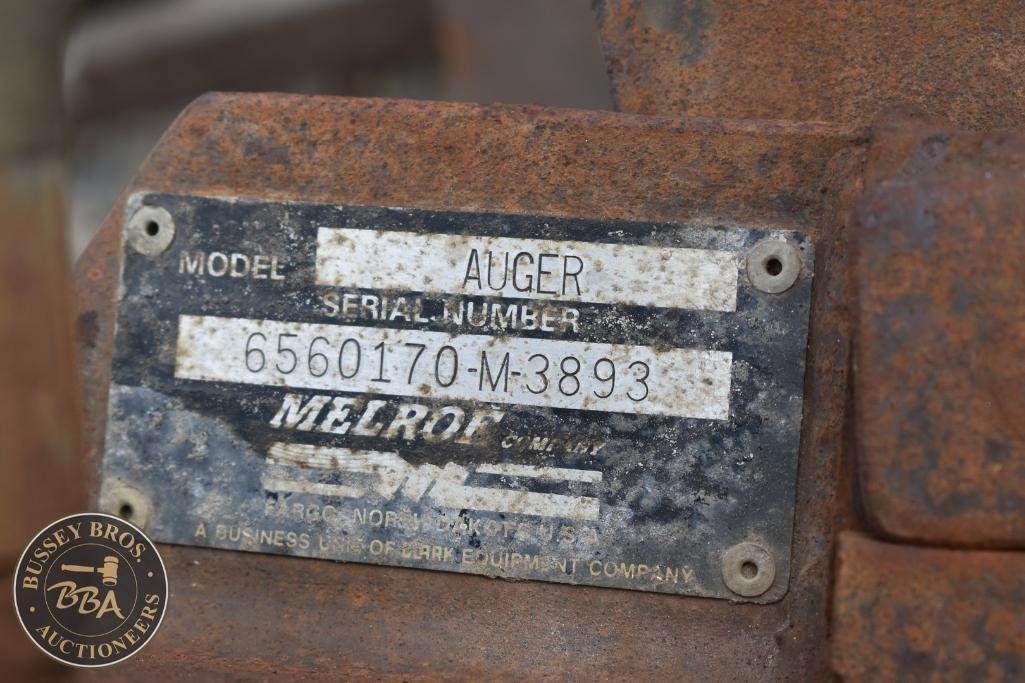 MODEL AUGER
SERIAL NUMBER
6560170-M-3893
MELROE COMPANY
FARGO, NORTH DAKOTA U.S.A.
A BUSINESS UNIT OF CLARK EQUIPMENT COMPANY
BUSSEY BROS.
BBA
AUCTIONEERS